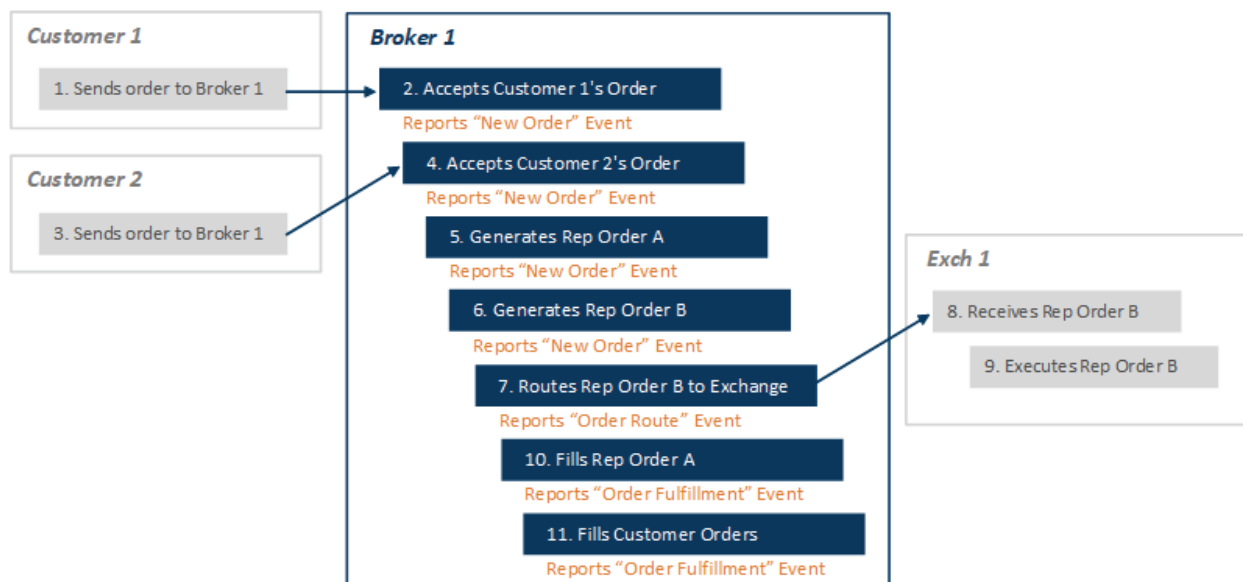 Customer 1
1. Sends order to Broker 1
Customer 2
3. Sends order to Broker 1
Broker 1
2. Accepts Customer 1's Order
Reports “New Order” Event
4. Accepts Customer 2's Order
Reports “New Order” Event
5. Generates Rep Order A
Reports “New Order” Event
6. Generates Rep Order B
Reports “New Order” Event
7. Routes Rep Order B to Exchange
Reports “Order Route” Event
10. Fills Rep Order A
Reports “Order Fulfillment” Event
11. Fills Customer Orders
Reports “Order Fulfillment” Event
Exch 1
8. Receives Rep Order B
9. Executes Rep Order B